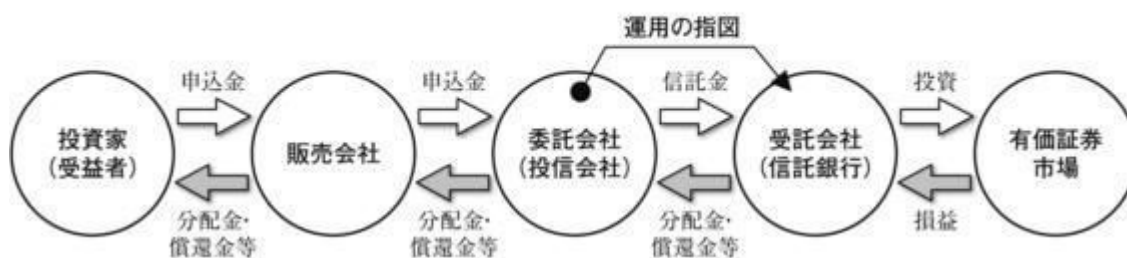 運用の指図
申込金
申込金
信託金
投資
投資家
（受益者）
販売会社
委託会社
（投信会社）
受託会社
（信託銀行）
有価証券
市場
分配金・
償還金等
分配金・
償還金等
分配金・
償還金等
損益